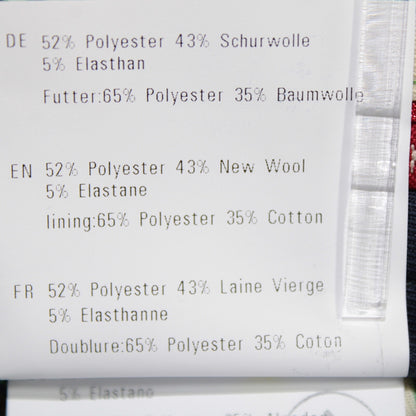 DE 52% Polyester 43% Schurwolle
5% Elasthan
Futter:65% Polyester 35% Baumwolle
EN 52% Polyester 43% New Wool
5% Elastane
lining:65% Polyester 35% Cotton
FR 52% Polyester 43% Laine Vierge
5% Elasthanne
Doublure:65% Polyester 35% Coton
5% Elastano